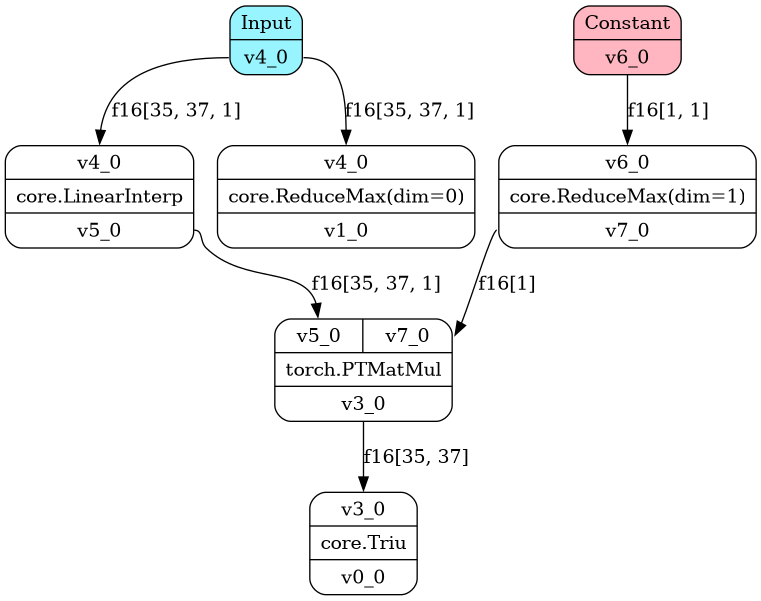 Input
v4_0
Constant
v6_0
f16[35, 37, 1]
f16[35, 37, 1]
f16[1, 1]
v4_0
core.LinearInterp
v5_0
v4_0
core.ReduceMax(dim=0)
v1_0
v6_0
core.ReduceMax(dim=1)
v7_0
f16[35, 37, 1]
f16[1]
v5_0 v7_0
torch.PTMatMul
v3_0
f16[35, 37]
v3_0
core.Triu
v0_0